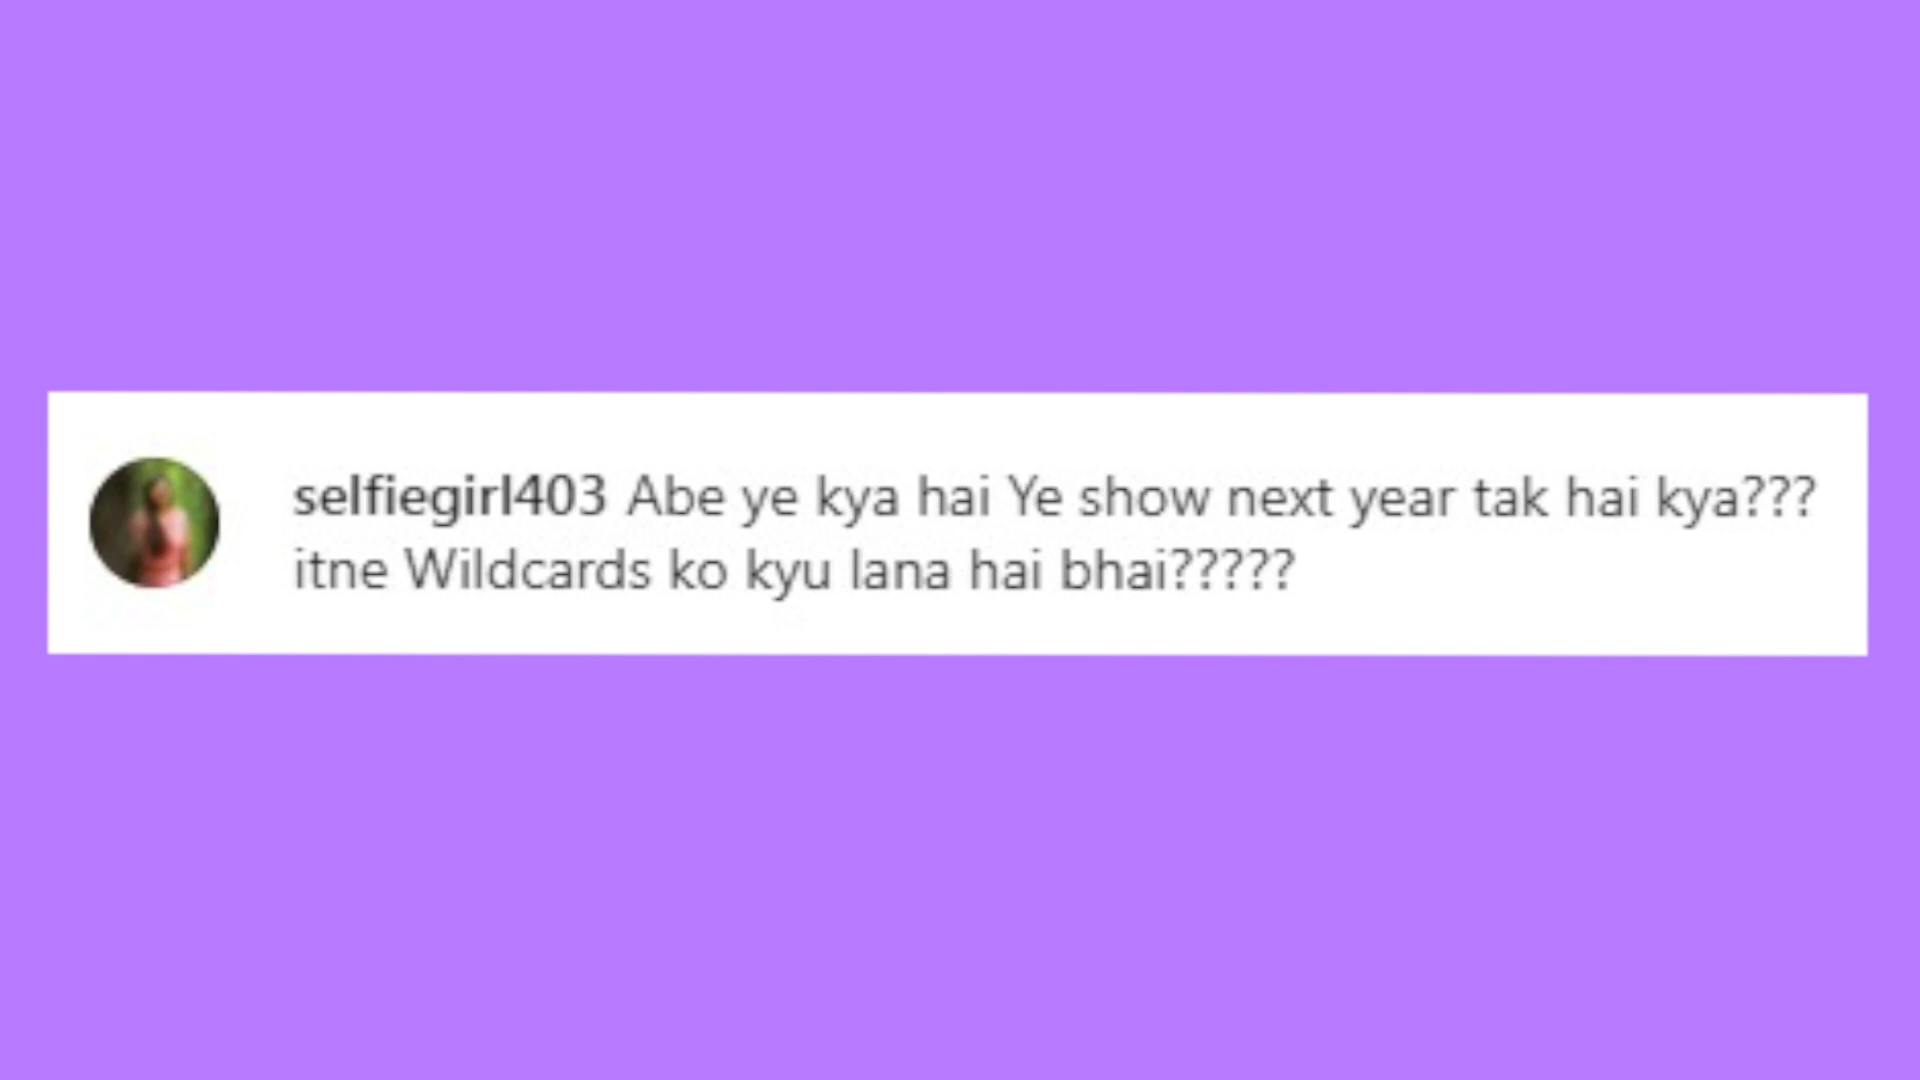 selfiegirl403 Abe ye kya hai Ye show next year tak hai kya???
itne Wildcards ko kyu lana hai bhai?????